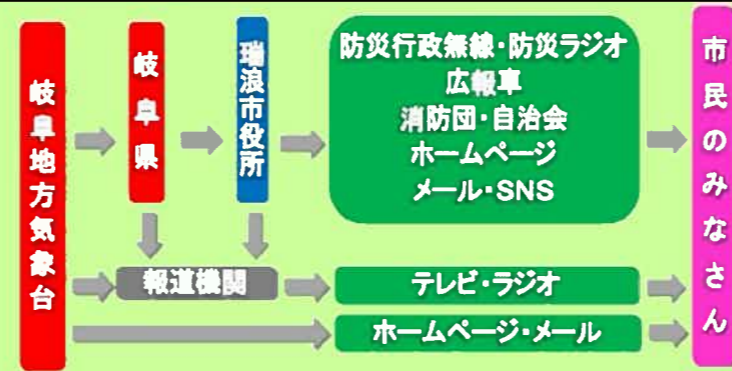 岐阜地方気象台
岐阜県
瑞浪市役所
防災行政無線・防災ラジオ
広報車
消防団・自治会
ホームページ
メール・SNS
市民のみなさん
報道機関
テレビ・ラジオ
ホームページ・メール